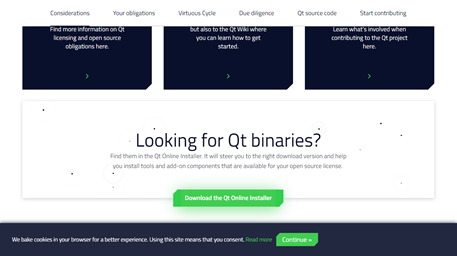 Considerations Your obligations Virtuous Cycle Due diligence Qt source code Start contributing
Find more information on Qt
licensing and open source
obligations here.
but also to the Qt Wiki where
you can learn how to get
started.
Learn what's involved when
contributing to the Qt project
here.
Looking for Qt binaries?
Find them in the Qt Online Installer. It will steer you to the right download version and help
you install tools and add-on components that are available for your open source license.
Download the Qt Online Installer
We bake cookies in your browser for a better experience. Using this site means that you consent. Read more Continue »